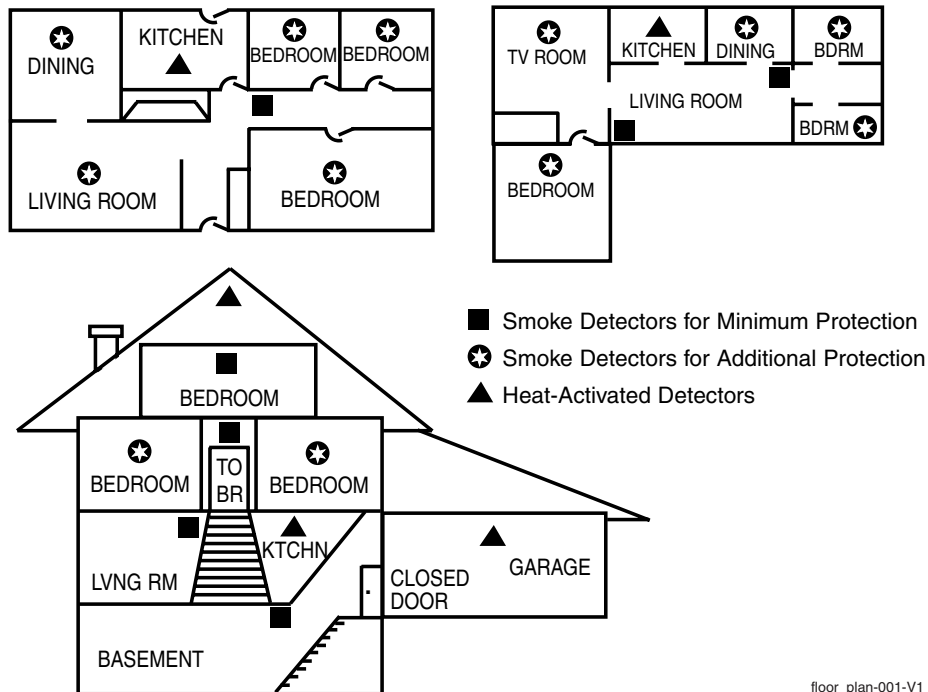 KITCHEN
DINING
BEDROOM
BEDROOM
LIVING ROOM
BEDROOM
TV ROOM
KITCHEN
DINING
BDRM
LIVING ROOM
BDRM
BEDROOM
Smoke Detectors for Minimum Protection
Smoke Detectors for Additional Protection
Heat-Activated Detectors
BEDROOM
BEDROOM
TO
BR
BEDROOM
LVNG RM
KTCHN
CLOSED
DOOR
GARAGE
BASEMENT
floor_plan-001-V1